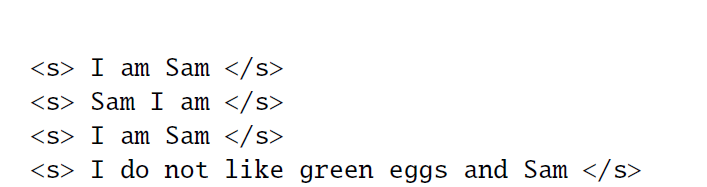 <s> I am Sam </s>
<s> Sam I am </s>
<s> I am Sam </s>
<s> I do not like green eggs and Sam </s>